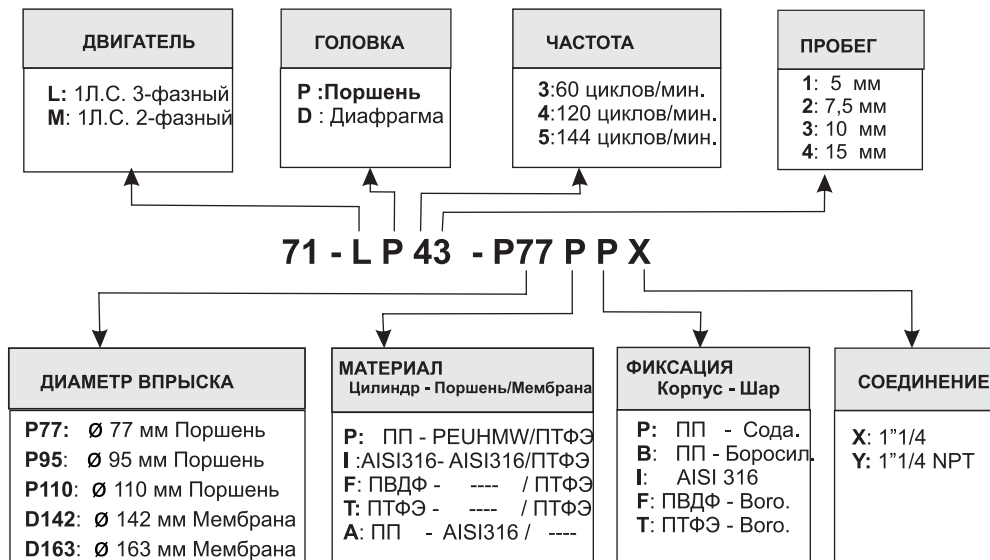 ДВИГАТЕЛЬ
L: 1Л.С. 3-фазный
M: 1Л.С. 2-фазный
ГОЛОВКА
P :Поршень
D : Диафрагма
ЧАСТОТА
3:60 циклов/мин.
4:120 циклов/мин.
5:144 циклов/мин.
ПРОБЕГ
1: 5 мм
2: 7,5 мм
3: 10 мм
4: 15 мм
71 - L P 43 - P77 P P X
ДИАМЕТР ВПРЫСКА
P77: Ø 77 мм Поршень
P95: Ø 95 мм Поршень
P110: Ø 110 мм Поршень
D142: Ø 142 мм Мембрана
D163: Ø 163 мм Мембрана
МАТЕРИАЛ
Цилиндр - Поршень/Мембрана
P: ПП - PEUHMW/ПТФЭ
I :AISI316- AISI316/ПТФЭ
F: ПВДФ - ---- / ПТФЭ
T: ПТФЭ - ---- / ПТФЭ
A: ПП - AISI316 / ----
ФИКСАЦИЯ
Корпус - Шар
P: ПП - Сода.
B: ПП - Боросил.
I: AISI 316
F: ПВДФ - Вого.
T: ПТФЭ - Вого.
СОЕДИНЕНИЕ
X: 1"1/4
Y: 1"1/4 NPT